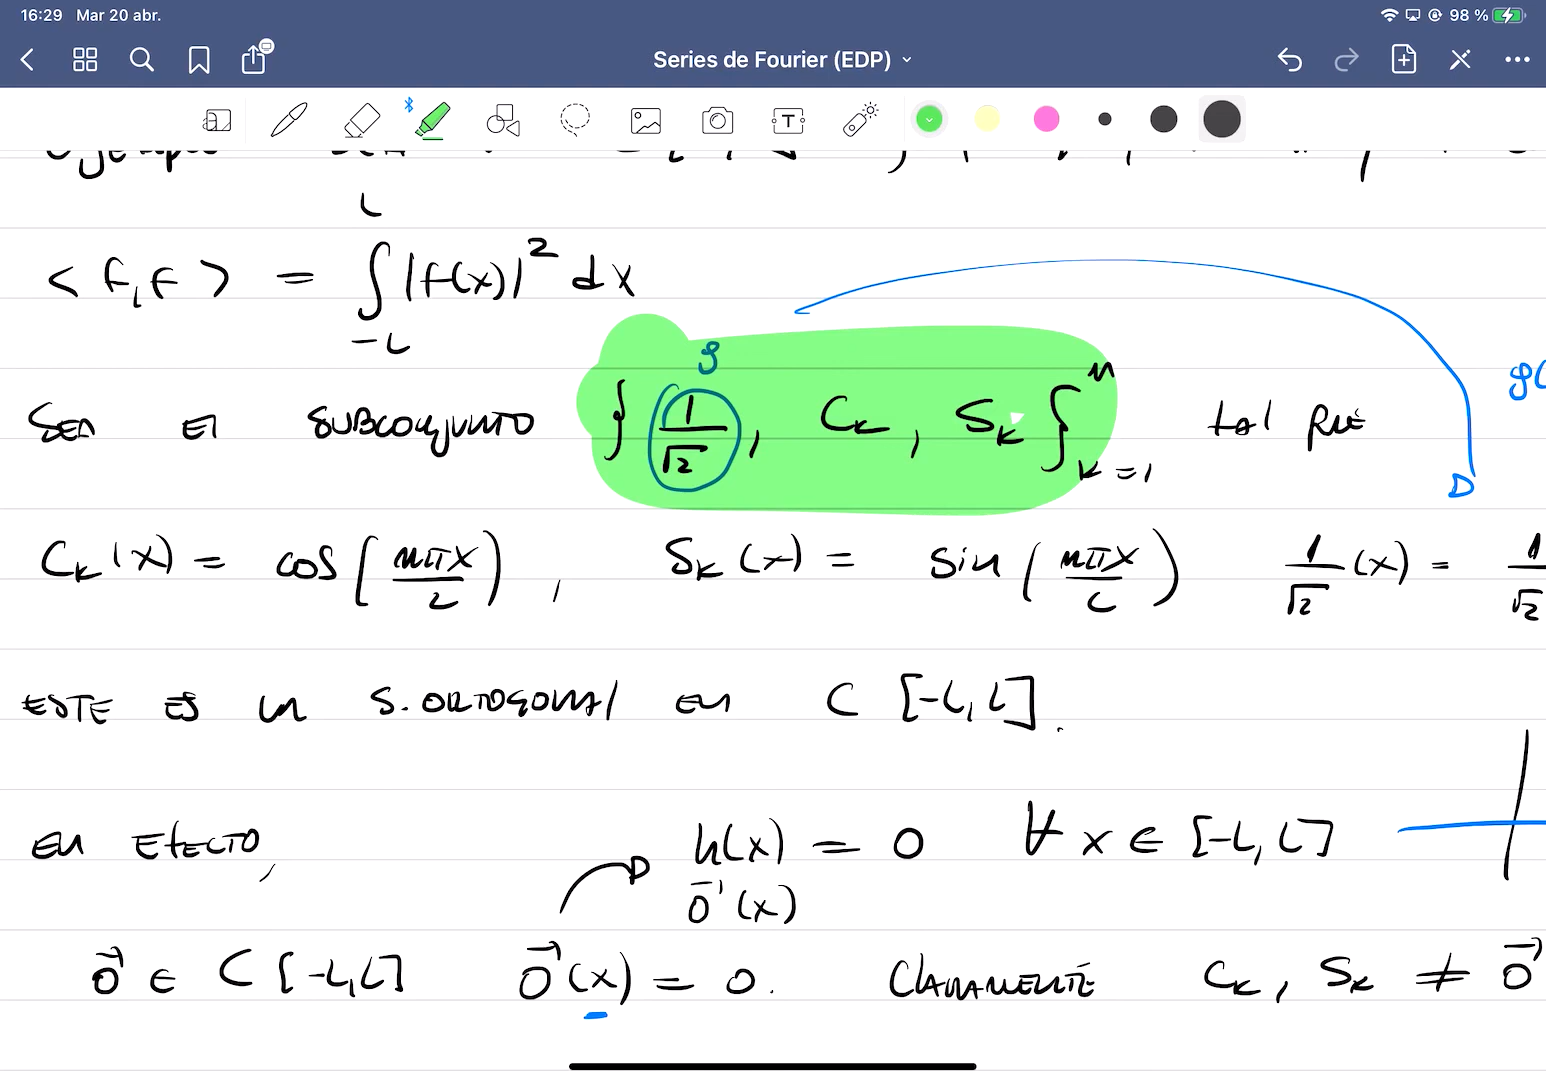 16:29 Mar 20 abr. 98 %
Series de Fourier (EDP)
< f, f > = ∫_{-L}^{L} |f(x)|² dx
g
g(
SEA El SUBCONJUNTO { 1/√2, C_k, S_k }_{k=1}^{n} tal QUE
C_k(x) = cos(nπx/L), S_k(x) = sin(nπx/L) 1/√2 (x) = 1/√2
ESTE ES UN S. ORTOGONAl EN C [-L, L].
EN EFECTO, h(x) = 0 ∀ x ∈ [-L, L]
0⃗(x)
0⃗ ∈ C [-L, L] 0⃗(x) = 0. CLARAMENTE C_k, S_k ≠ 0⃗